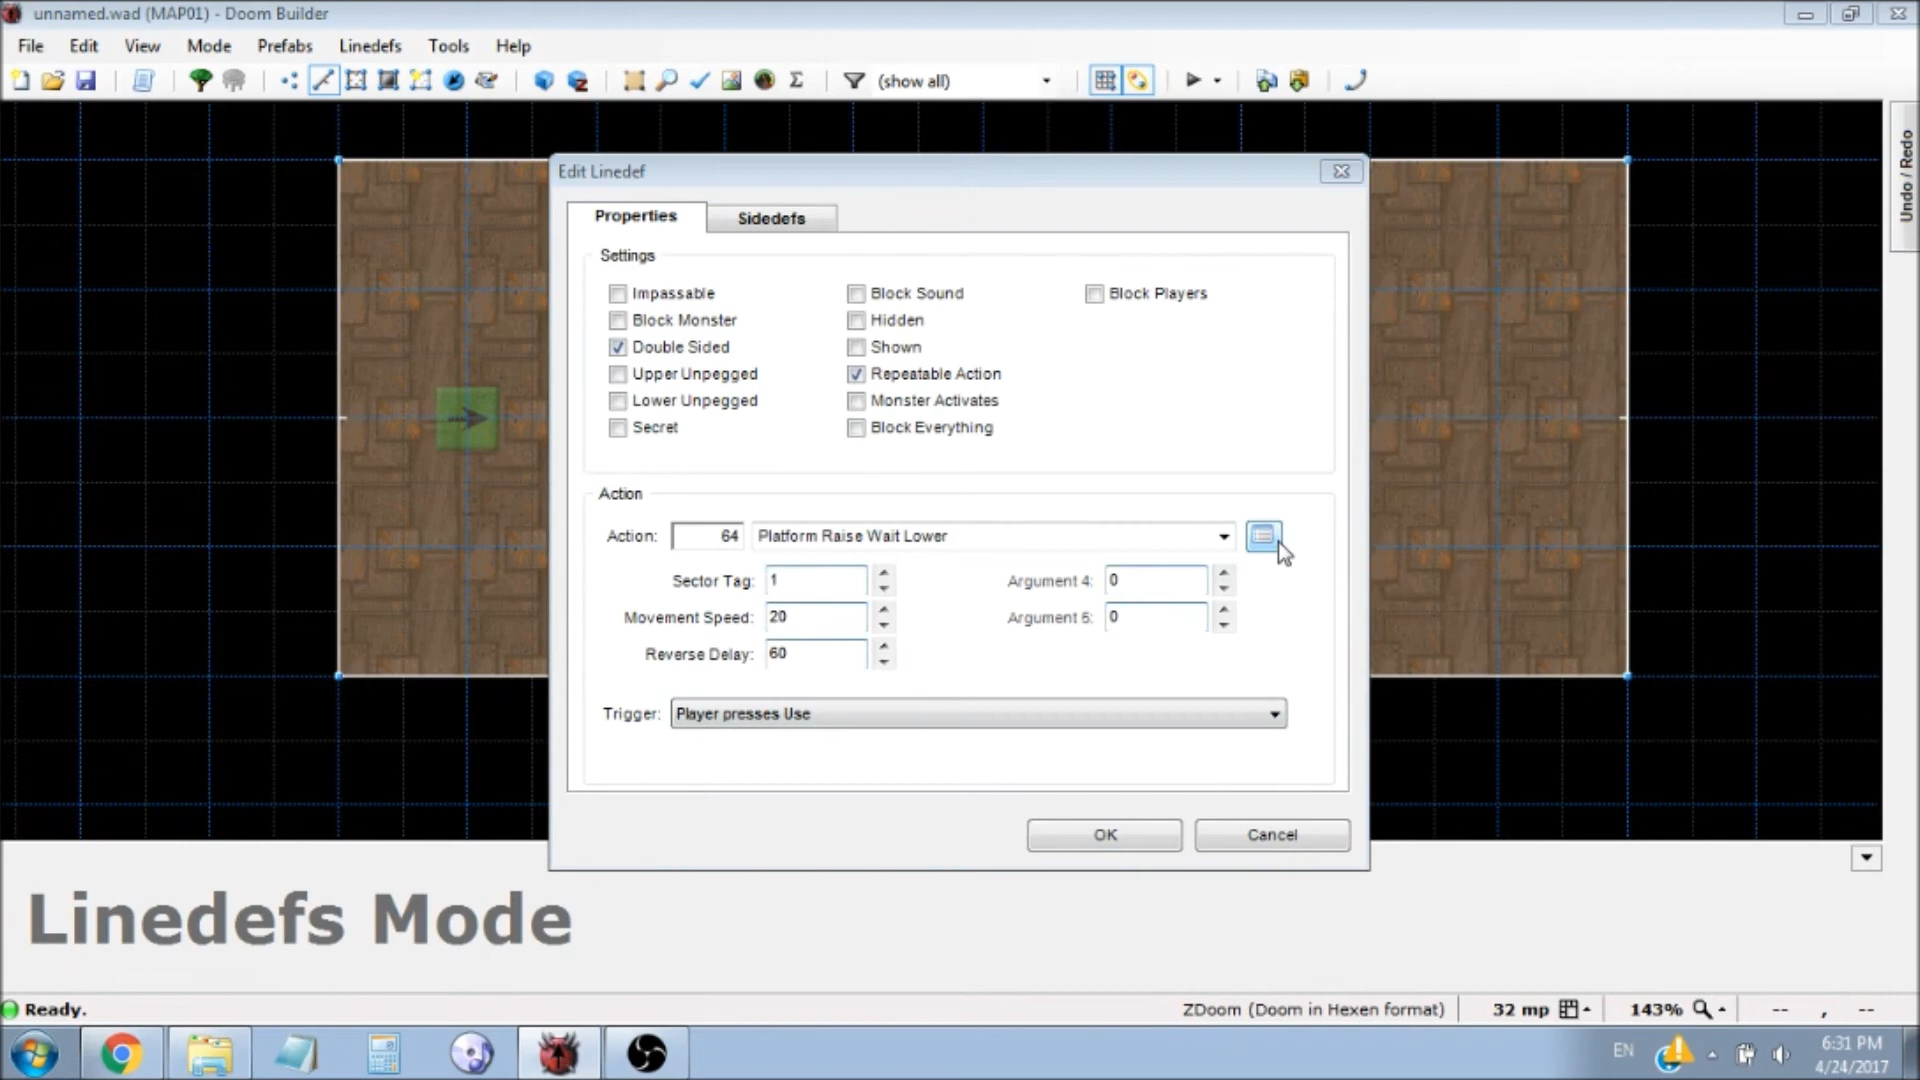 unnamed.wad (MAP01) - Doom Builder
File Edit View Mode Prefabs Linedefs Tools Help
(show all)
Undo / Redo
Edit Linedef
Properties Sidedefs
Settings
Impassable Block Sound Block Players
Block Monster Hidden
Double Sided Shown
Upper Unpegged Repeatable Action
Lower Unpegged Monster Activates
Secret Block Everything
Action
Action: 64 Platform Raise Wait Lower
Sector Tag: 1 Argument 4: 0
Movement Speed: 20 Argument 5: 0
Reverse Delay: 60
Trigger: Player presses Use
OK Cancel
Linedefs Mode
Ready. ZDoom (Doom in Hexen format) 32 mp 143% -- , --
EN 6:31 PM
4/24/2017